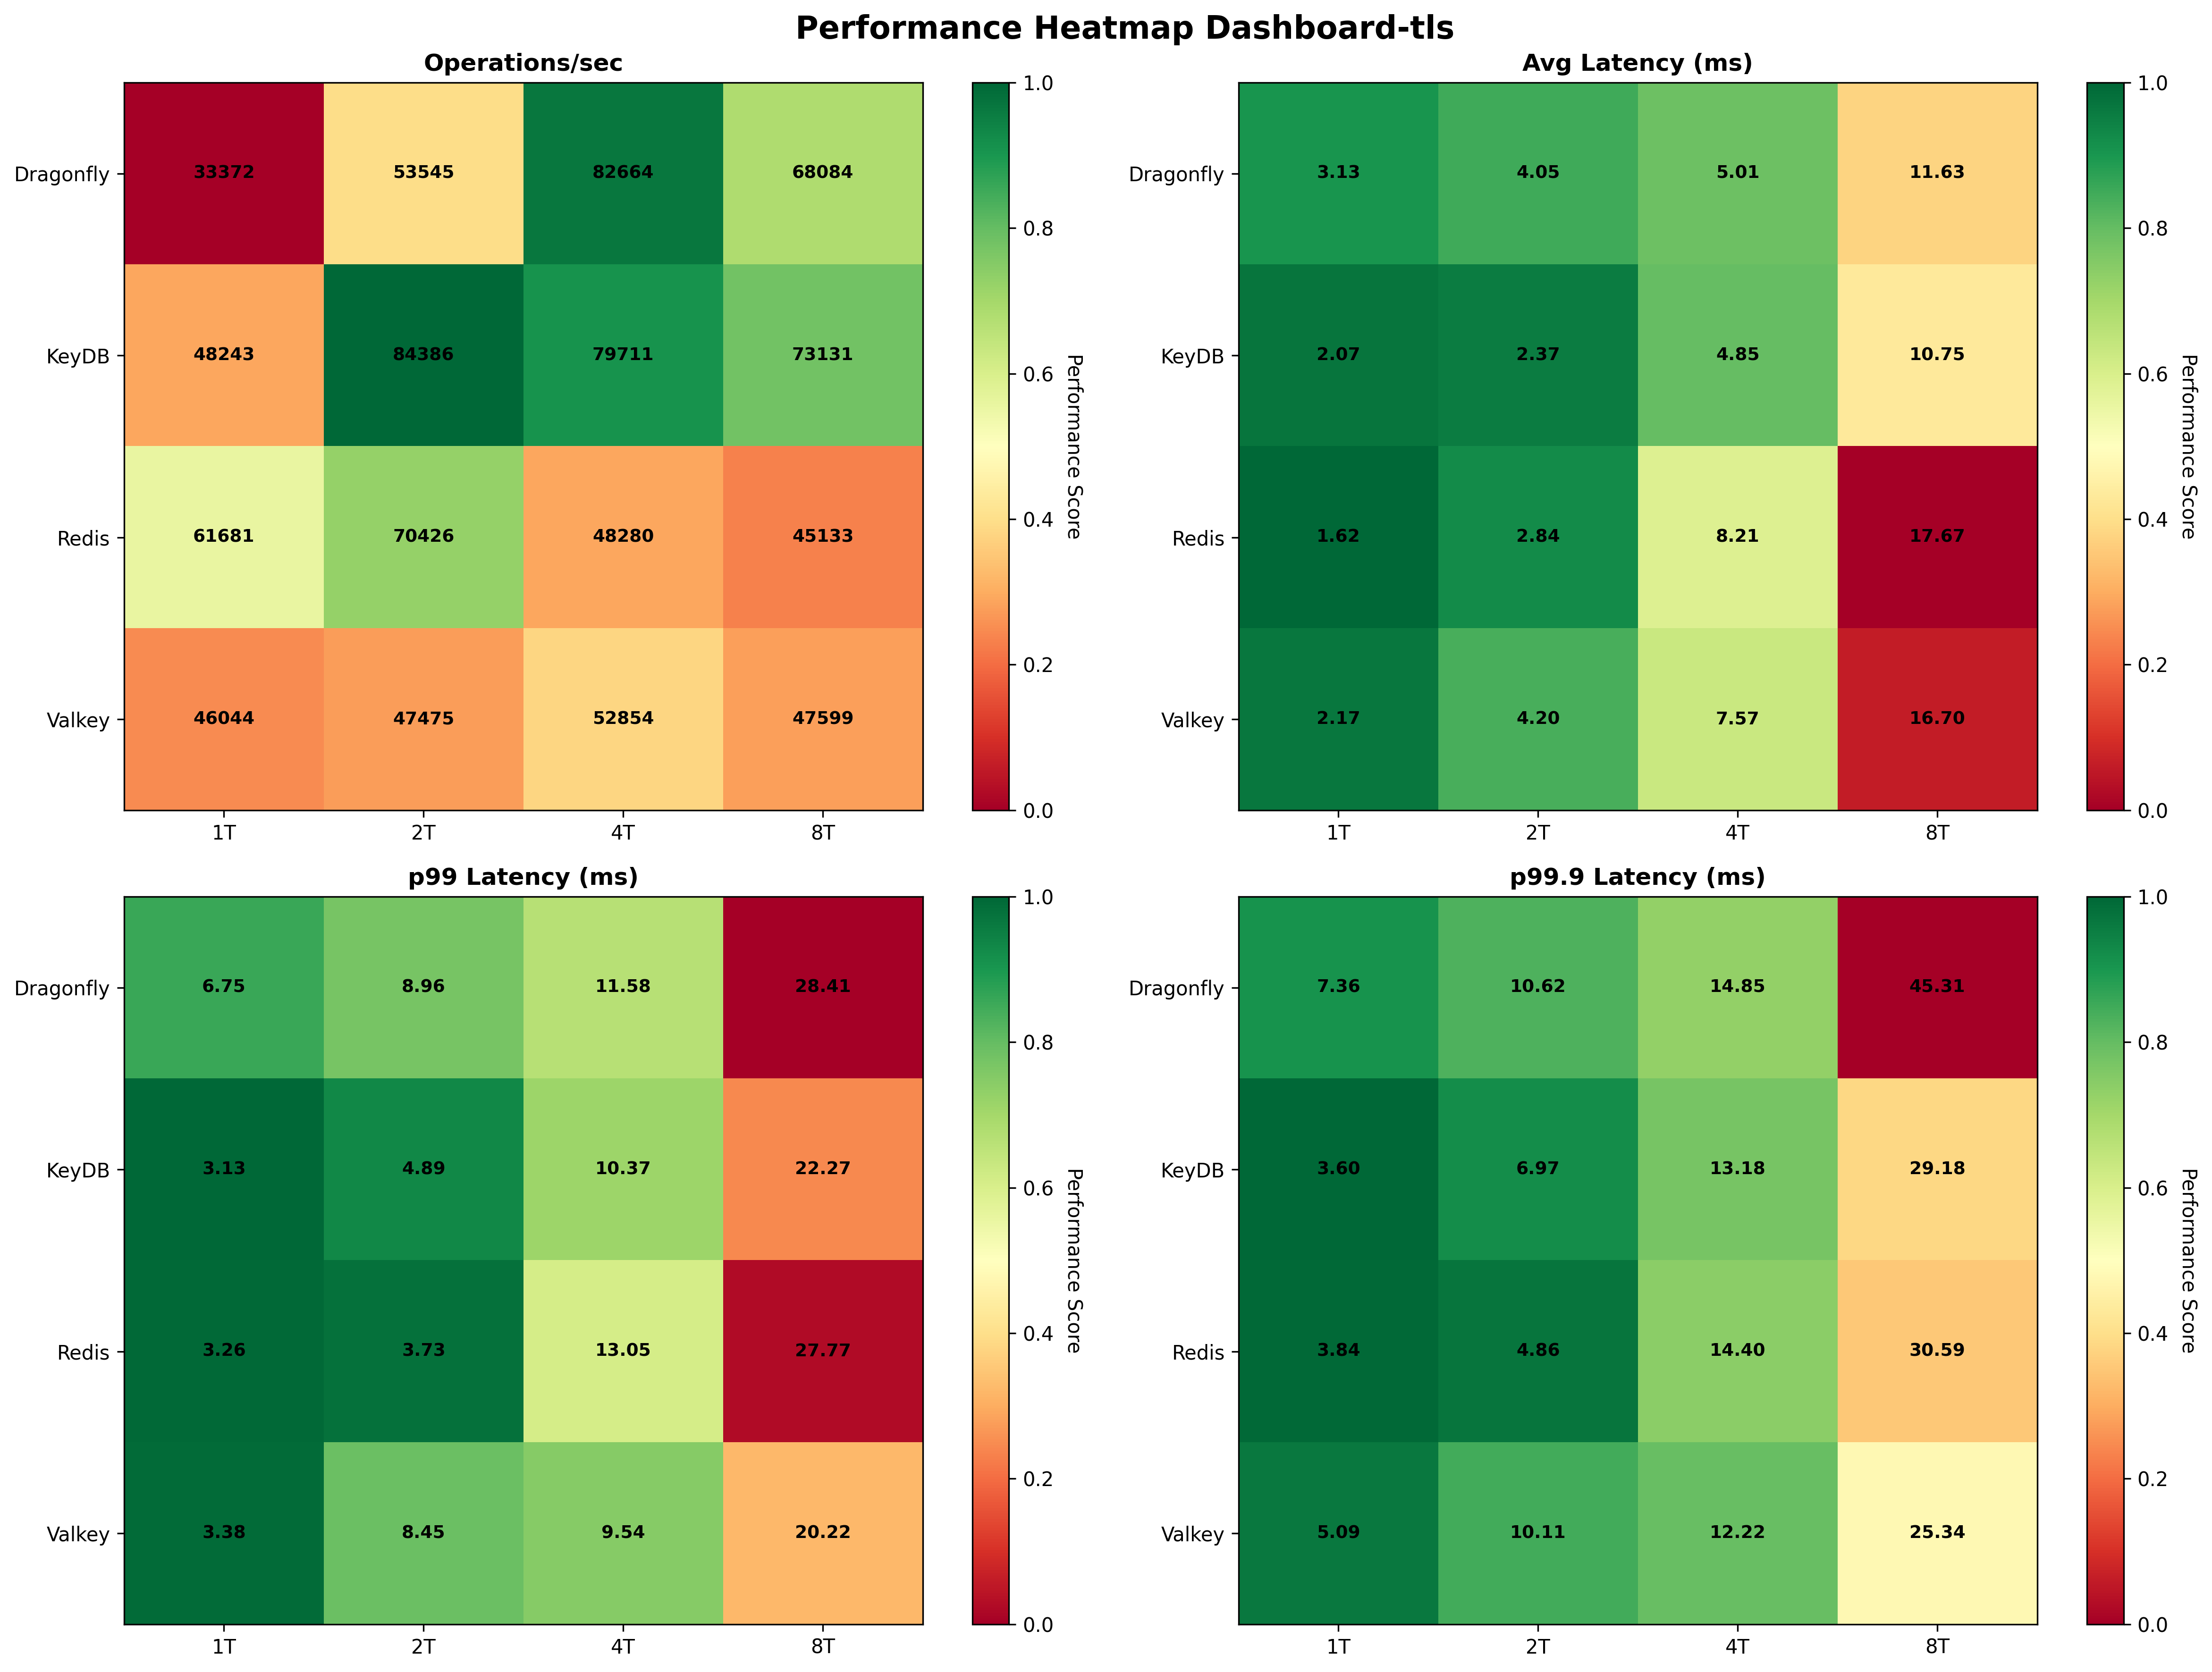 Performance Heatmap Dashboard-tls
Operations/sec
Dragonfly 33372 53545 82664 68084
KeyDB 48243 84386 79711 73131
Redis 61681 70426 48280 45133
Valkey 46044 47475 52854 47599
1T 2T 4T 8T
1.0
0.8
0.6
0.4
0.2
0.0
Performance Score
Avg Latency (ms)
Dragonfly 3.13 4.05 5.01 11.63
KeyDB 2.07 2.37 4.85 10.75
Redis 1.62 2.84 8.21 17.67
Valkey 2.17 4.20 7.57 16.70
1T 2T 4T 8T
1.0
0.8
0.6
0.4
0.2
0.0
Performance Score
p99 Latency (ms)
Dragonfly 6.75 8.96 11.58 28.41
KeyDB 3.13 4.89 10.37 22.27
Redis 3.26 3.73 13.05 27.77
Valkey 3.38 8.45 9.54 20.22
1T 2T 4T 8T
1.0
0.8
0.6
0.4
0.2
0.0
Performance Score
p99.9 Latency (ms)
Dragonfly 7.36 10.62 14.85 45.31
KeyDB 3.60 6.97 13.18 29.18
Redis 3.84 4.86 14.40 30.59
Valkey 5.09 10.11 12.22 25.34
1T 2T 4T 8T
1.0
0.8
0.6
0.4
0.2
0.0
Performance Score